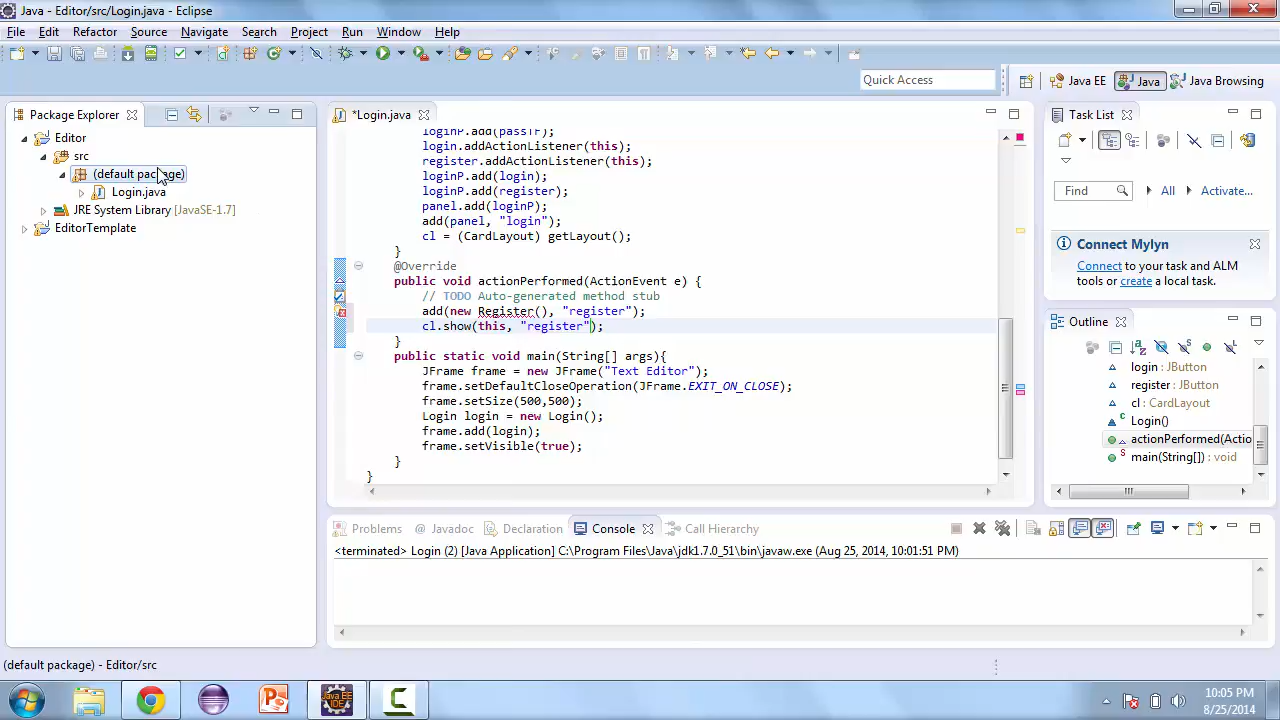 Java - Editor/src/Login.java - Eclipse
File Edit Refactor Source Navigate Search Project Run Window Help
Quick Access
Java EE Java Java Browsing
Package Explorer
Editor
src
(default package)
Login.java
JRE System Library [JavaSE-1.7]
EditorTemplate
*Login.java
loginP.add(passTF);
login.addActionListener(this);
register.addActionListener(this);
loginP.add(login);
loginP.add(register);
panel.add(loginP);
add(panel, "login");
cl = (CardLayout) getLayout();
}
@Override
public void actionPerformed(ActionEvent e) {
// TODO Auto-generated method stub
add(new Register(), "register");
cl.show(this, "register");
}
public static void main(String[] args){
JFrame frame = new JFrame("Text Editor");
frame.setDefaultCloseOperation(JFrame.EXIT_ON_CLOSE);
frame.setSize(500,500);
Login login = new Login();
frame.add(login);
frame.setVisible(true);
}
}
Task List
Find All Activate...
Connect Mylyn
Connect to your task and ALM
tools or create a local task.
Outline
login : JButton
register : JButton
cl : CardLayout
Login()
actionPerformed(Actio
main(String[]) : void
Problems @ Javadoc Declaration Console Call Hierarchy
<terminated> Login (2) [Java Application] C:\Program Files\Java\jdk1.7.0_51\bin\javaw.exe (Aug 25, 2014, 10:01:51 PM)
(default package) - Editor/src
Java EE
IDE
10:05 PM
8/25/2014